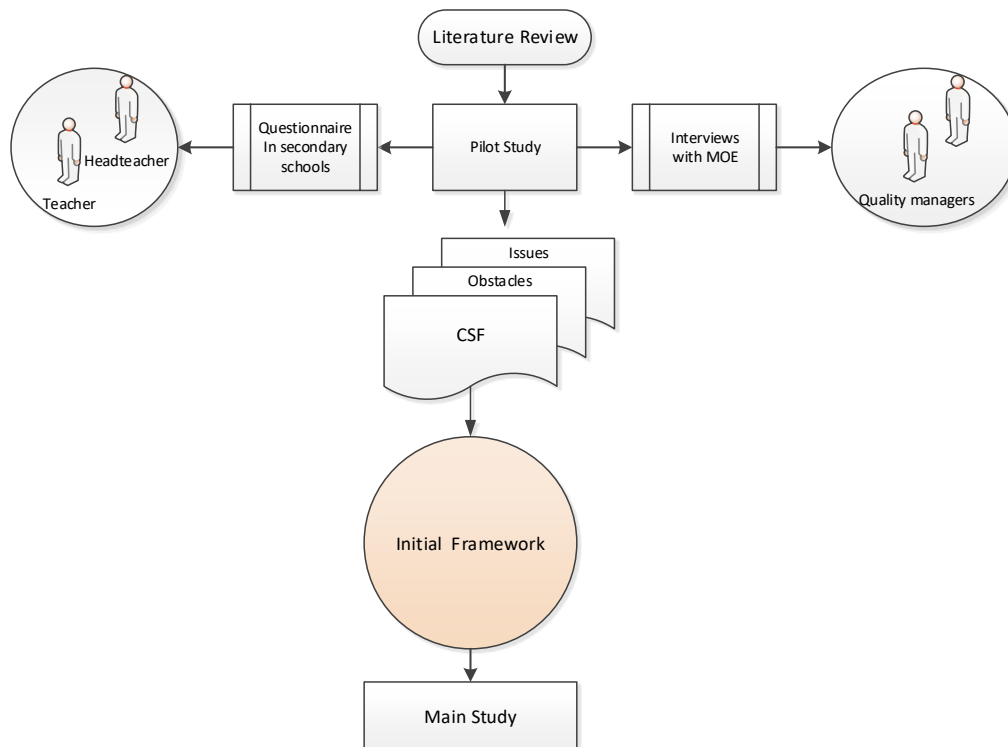 Literature Review
Headteacher
Teacher
Questionnaire
In secondary
schools
Pilot Study
Interviews
with MOE
Quality managers
Issues
Obstacles
CSF
Initial Framework
Main Study